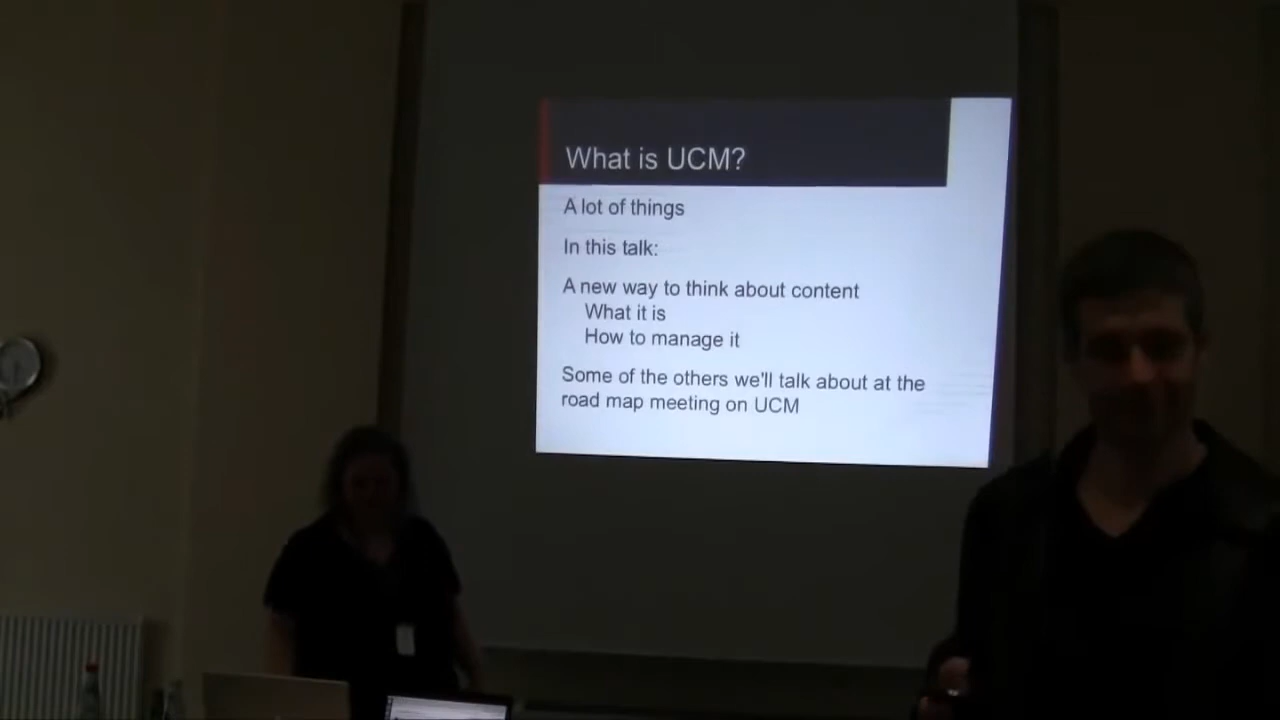 What is UCM?
A lot of things
In this talk:
A new way to think about content
What it is
How to manage it
Some of the others we'll talk about at the
road map meeting on UCM